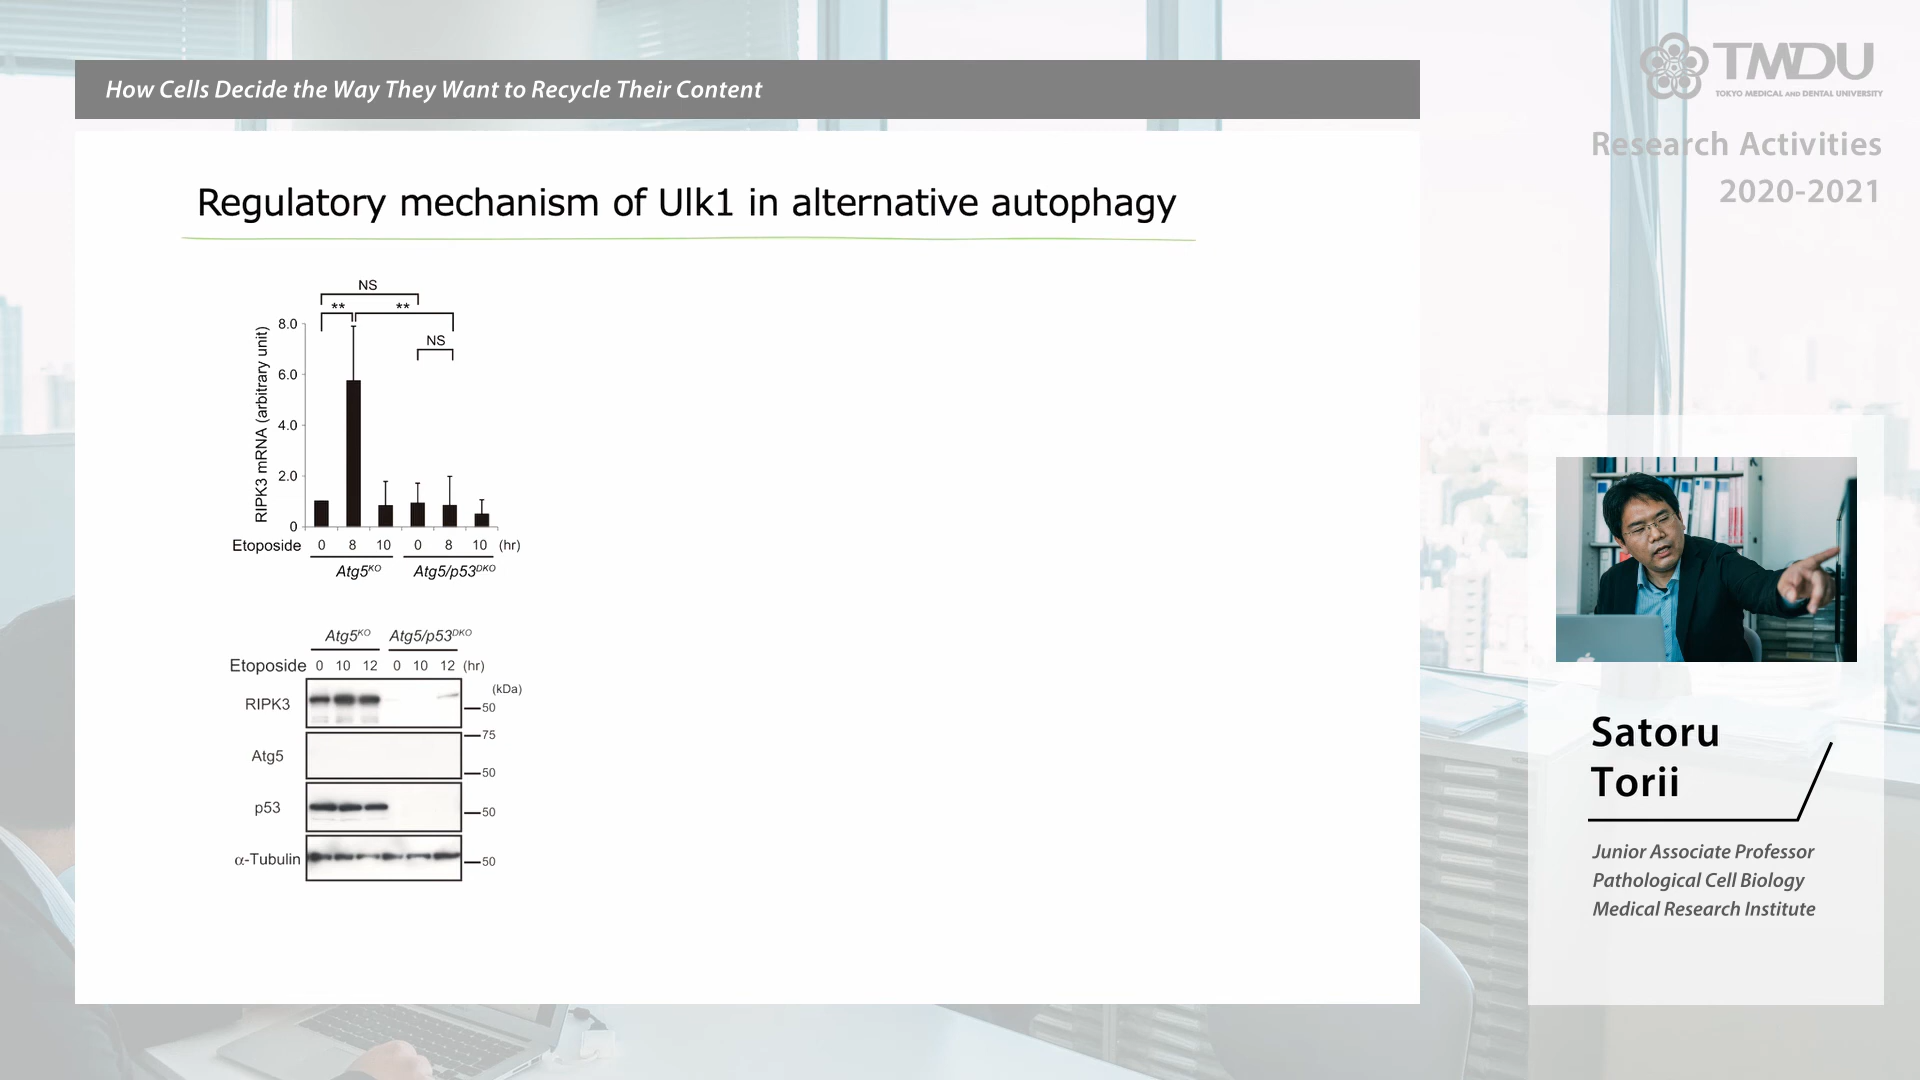 How Cells Decide the Way They Want to Recycle Their Content
TMDU
TOKYO MEDICAL AND DENTAL UNIVERSITY
Research Activities
2020-2021
Regulatory mechanism of Ulk1 in alternative autophagy
NS
** **
NS
RIPK3 mRNA (arbitrary unit)
8.0
6.0
4.0
2.0
0
Etoposide 0 8 10 0 8 10 (hr)
Atg5KO Atg5/p53DKO
Atg5KO Atg5/p53DKO
Etoposide 0 10 12 0 10 12 (hr)
(kDa)
RIPK3 50
75
Atg5
50
p53 50
α-Tubulin 50
Satoru
Torii
Junior Associate Professor
Pathological Cell Biology
Medical Research Institute